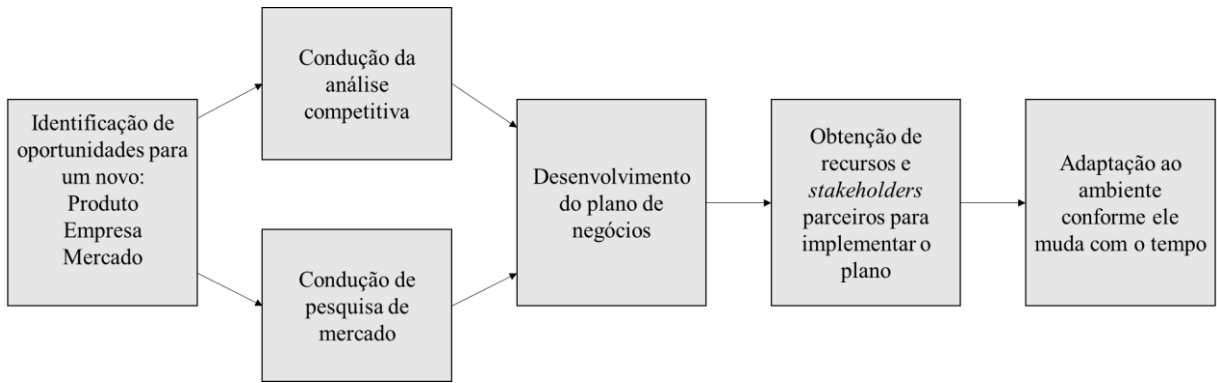 Identificação de
oportunidades para
um novo:
Produto
Empresa
Mercado
Condução da
análise
competitiva
Condução de
pesquisa de
mercado
Desenvolvimento
do plano de
negócios
Obtenção de
recursos e
stakeholders
parceiros para
implementar o
plano
Adaptação ao
ambiente
conforme ele
muda com o tempo